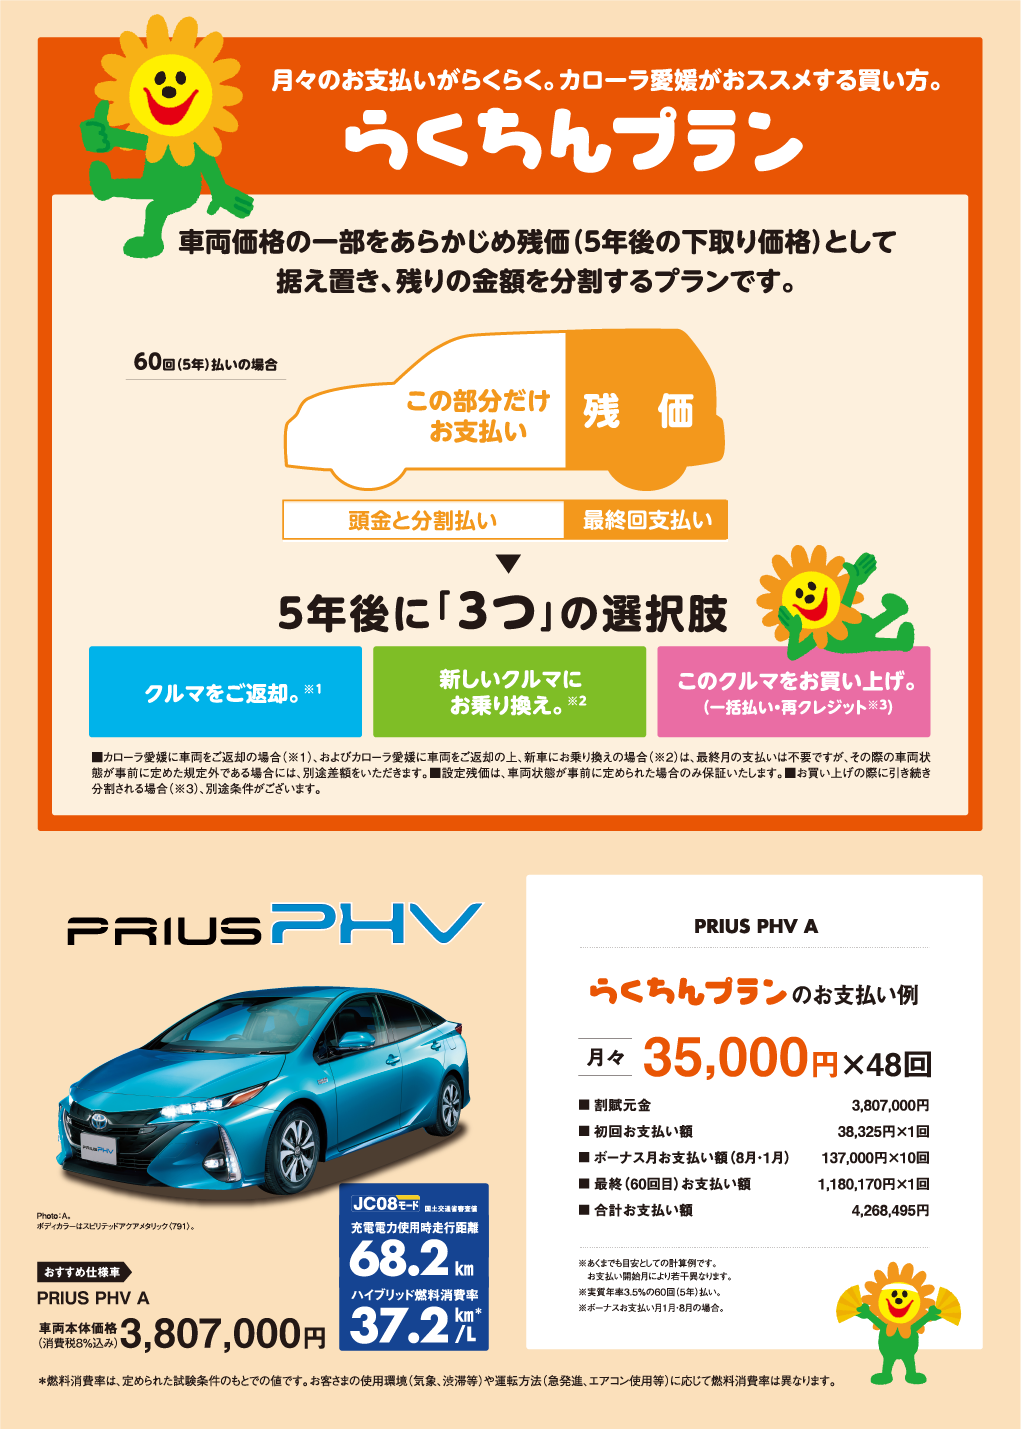 月々のお支払いがらくらく。カローラ愛媛がおススメする買い方。
らくちんプラン
車両価格の一部をあらかじめ残価(5年後の下取り価格)として
据え置き、残りの金額を分割するプランです。
60回(5年)払いの場合
この部分だけ
お支払い
残 価
頭金と分割払い
最終回支払い
▼
5年後に「3つ」の選択肢
クルマをご返却。※1
新しいクルマに
お乗り換え。※2
このクルマをお買い上げ。
(一括払い・再クレジット※3)
■カローラ愛媛に車両をご返却の場合(※1)、およびカローラ愛媛に車両をご返却の上、新車にお乗り換えの場合(※2)は、最終月の支払いは不要ですが、その際の車両状
態が事前に定めた規定外である場合には、別途差額をいただきます。■設定残価は、車両状態が事前に定められた場合のみ保証いたします。■お買い上げの際に引き続き
分割される場合(※3)、別途条件がございます。
PRIUS PHV
PRIUS PHV
Photo:A。
ボディカラーはスピリテッドアクアメタリック〈791〉。
おすすめ仕様車
PRIUS PHV A
車両本体価格
(消費税8%込み)
3,807,000円
JC08モード 国土交通省審査値
充電電力使用時走行距離
68.2km
ハイブリッド燃料消費率
37.2km/L*
PRIUS PHV A
らくちんプランのお支払い例
月々 35,000円×48回
■割賦元金 3,807,000円
■初回お支払い額 38,325円×1回
■ボーナス月お支払い額(8月・1月) 137,000円×10回
■最終(60回目)お支払い額 1,180,170円×1回
■合計お支払い額 4,268,495円
※あくまでも目安としての計算例です。
お支払い開始月により若干異なります。
※実質年率3.5%の60回(5年)払い。
※ボーナスお支払い月1月・8月の場合。
*燃料消費率は、定められた試験条件のもとでの値です。お客さまの使用環境(気象、渋滞等)や運転方法(急発進、エアコン使用等)に応じて燃料消費率は異なります。